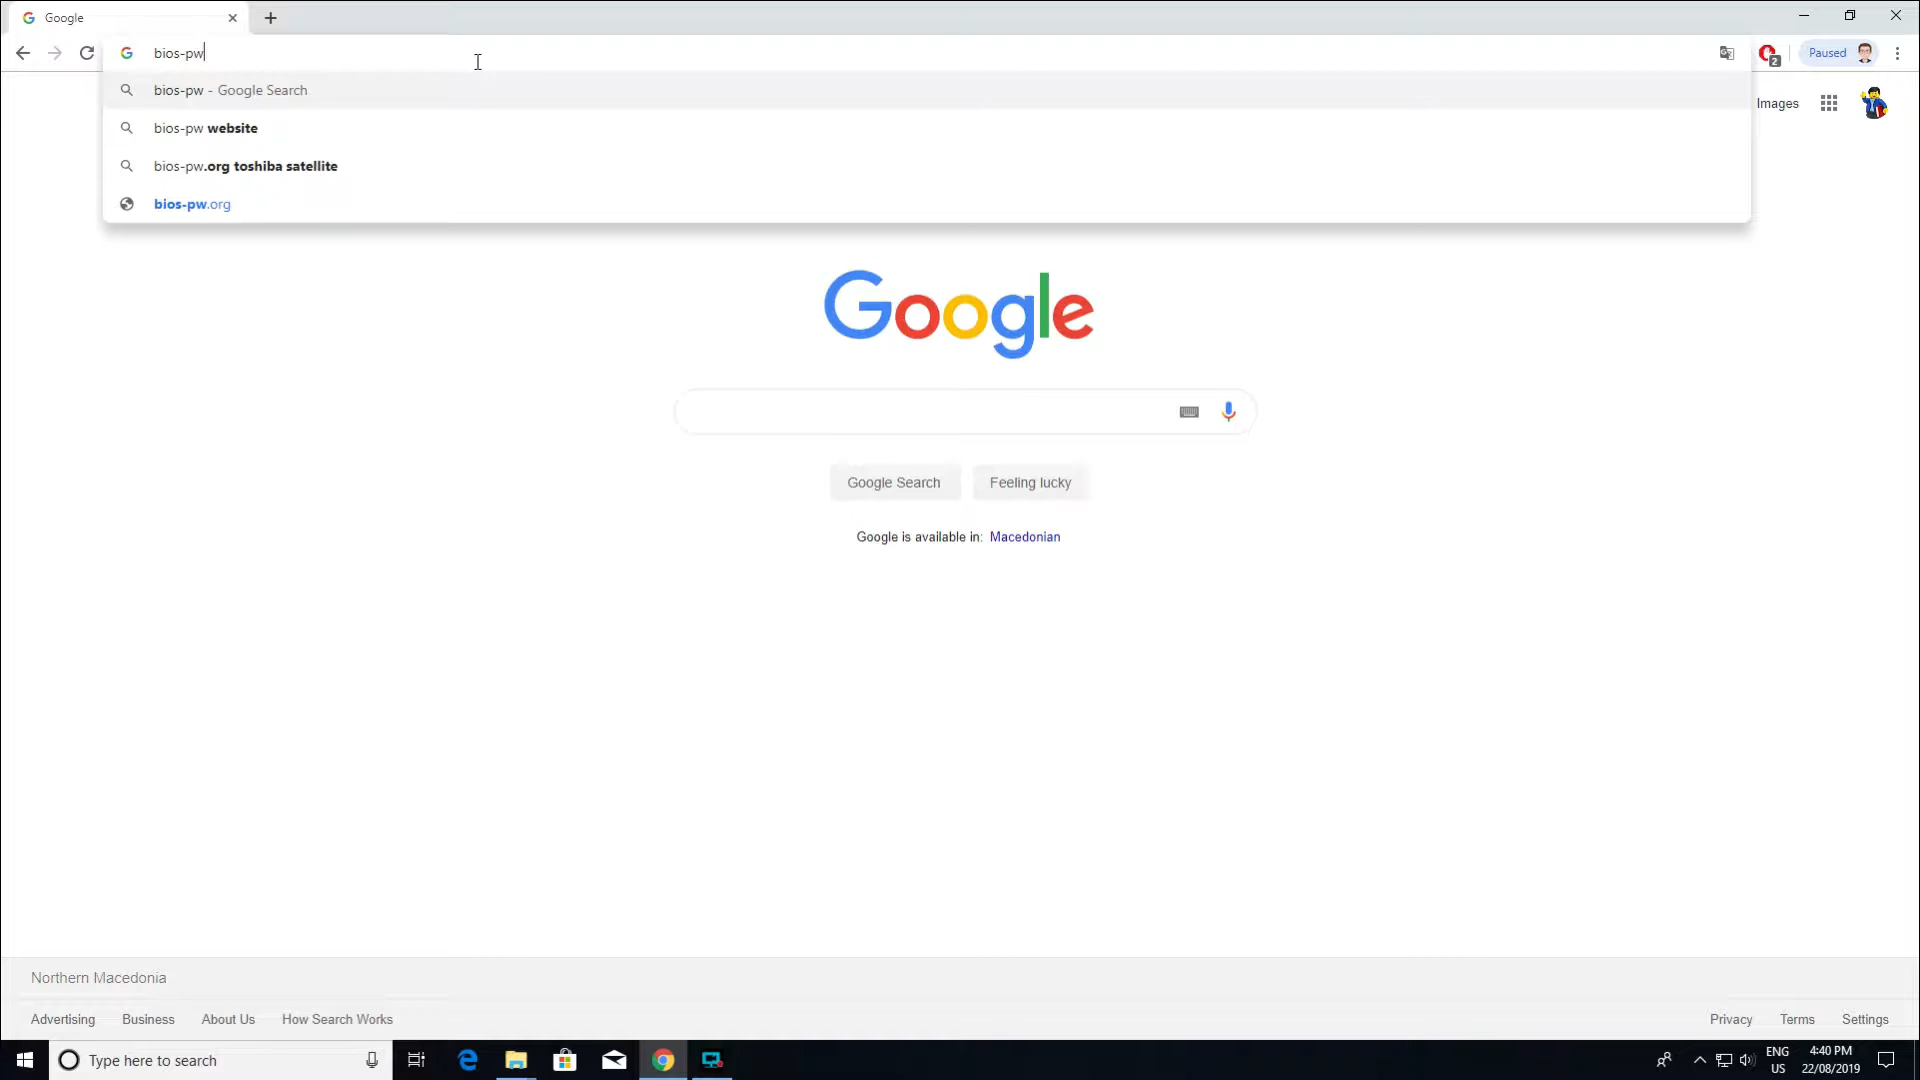 Google
bios-pw
2
Paused
bios-pw - Google Search
bios-pw website
bios-pw.org toshiba satellite
bios-pw.org
Images
Google
Google Search
Feeling lucky
Google is available in: Macedonian
Northern Macedonia
Advertising Business About Us How Search Works
Privacy Terms Settings
Type here to search
ENG
US
4:40 PM
22/08/2019